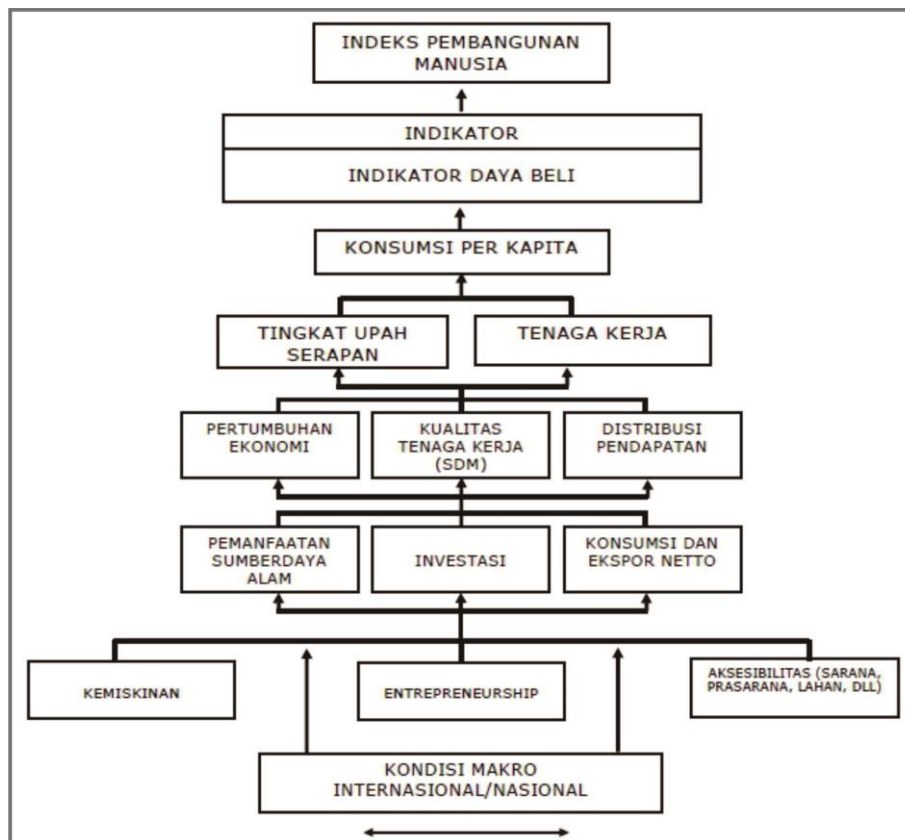 INDEKS PEMBANGUNAN
MANUSIA
INDIKATOR
INDIKATOR DAYA BELI
KONSUMSI PER KAPITA
TINGKAT UPAH
SERAPAN
TENAGA KERJA
PERTUMBUHAN
EKONOMI
KUALITAS
TENAGA KERJA
(SDM)
DISTRIBUSI
PENDAPATAN
PEMANFAATAN
SUMBERDAYA
ALAM
INVESTASI
KONSUMSI DAN
EKSPOR NETTO
KEMISKINAN
ENTREPRENEURSHIP
AKSESIBILITAS (SARANA,
PRASARANA, LAHAN, DLL)
KONDISI MAKRO
INTERNASIONAL/NASIONAL